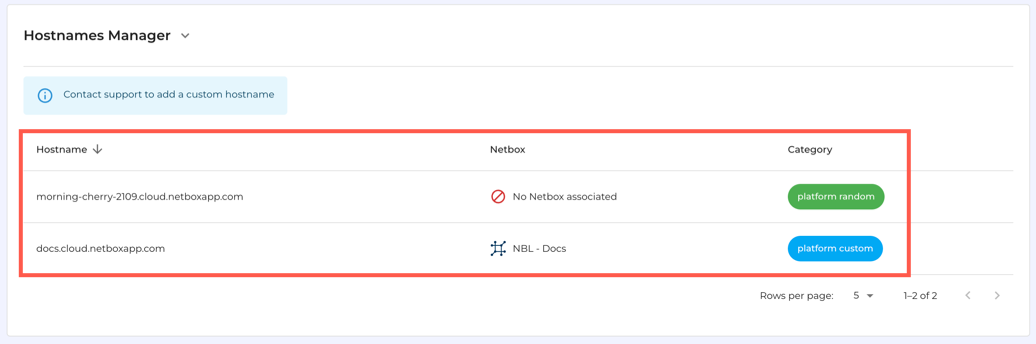 Hostnames Manager
Contact support to add a custom hostname
Hostname Netbox Category
morning-cherry-2109.cloud.netboxapp.com No Netbox associated platform random
docs.cloud.netboxapp.com NBL - Docs platform custom
Rows per page: 5 1–2 of 2